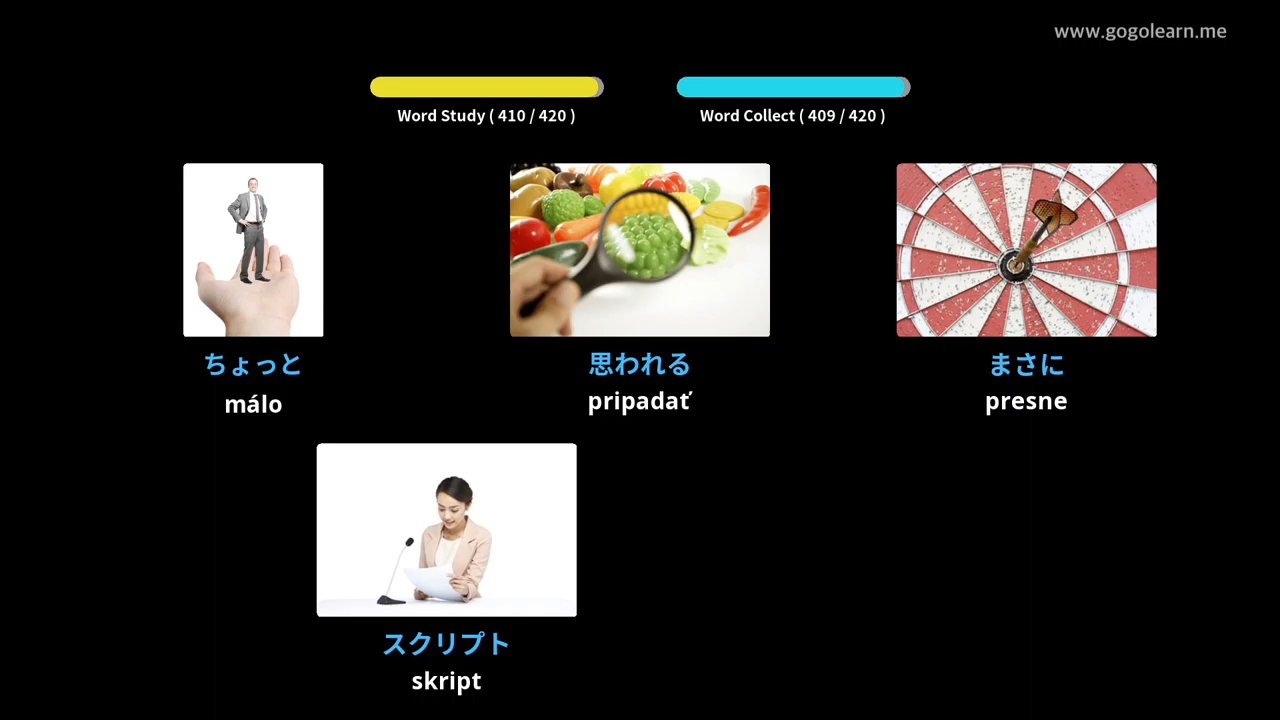 www.gogolearn.me
Word Study ( 410 / 420 )
Word Collect ( 409 / 420 )
ちょっと
málo
思われる
pripadať
まさに
presne
スクリプト
skript